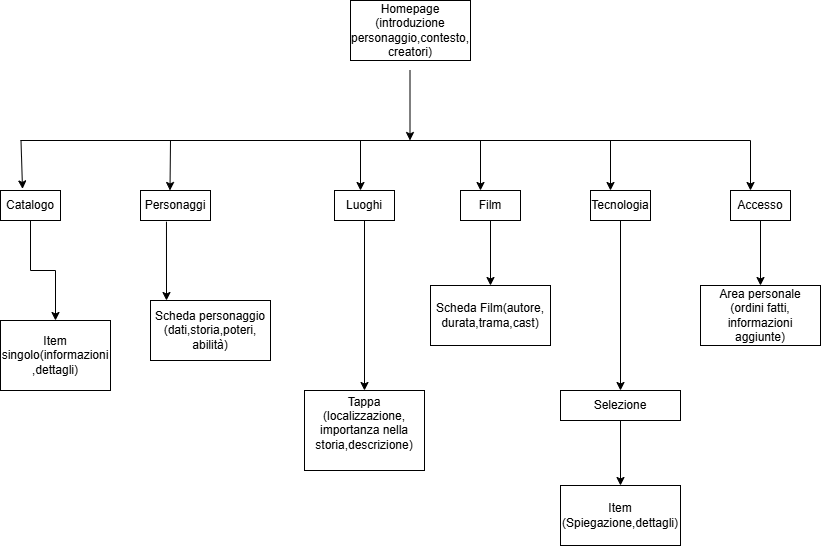 Homepage
(introduzione
personaggio,contesto,
creatori)
Catalogo
Personaggi
Luoghi
Film
Tecnologia
Accesso
Item
singolo(informazioni
,dettagli)
Scheda personaggio
(dati,storia,poteri,
abilità)
Tappa
(localizzazione,
importanza nella
storia,descrizione)
Scheda Film(autore,
durata,trama,cast)
Selezione
Item
(Spiegazione,dettagli)
Area personale
(ordini fatti,
informazioni
aggiunte)